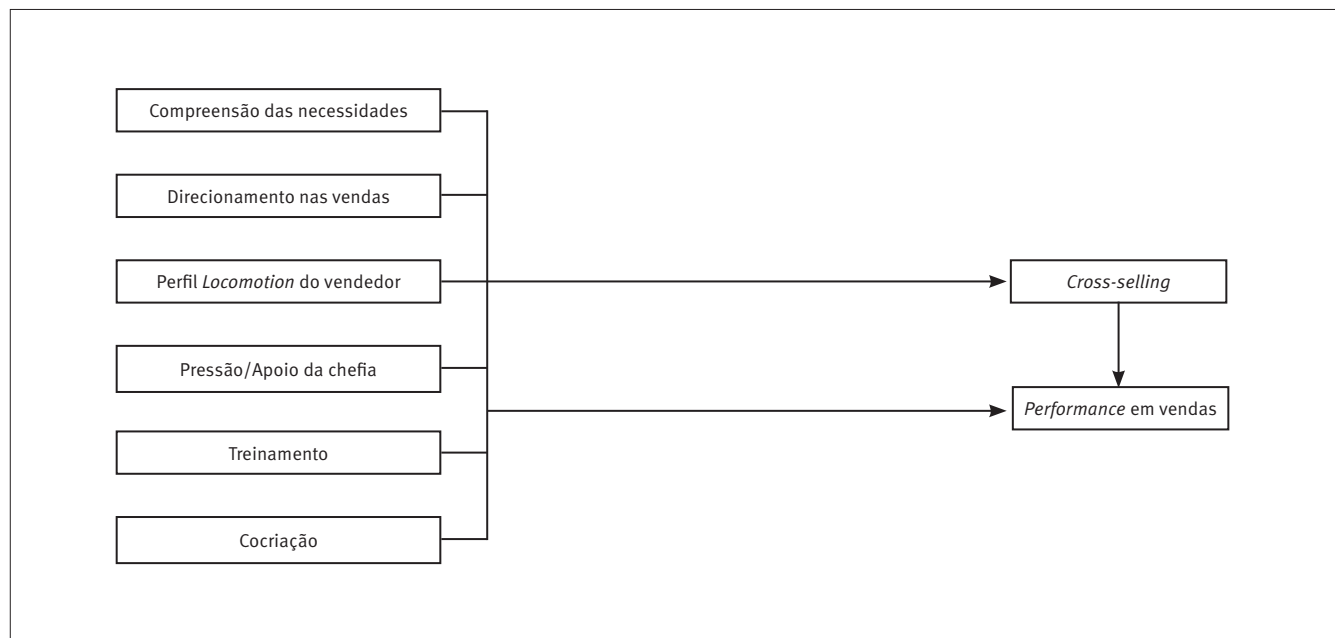 Compreensão das necessidades
Direcionamento nas vendas
Perfil Locomotion do vendedor
Cross-selling
Pressão/Apoio da chefia
Performance em vendas
Treinamento
Cocriação